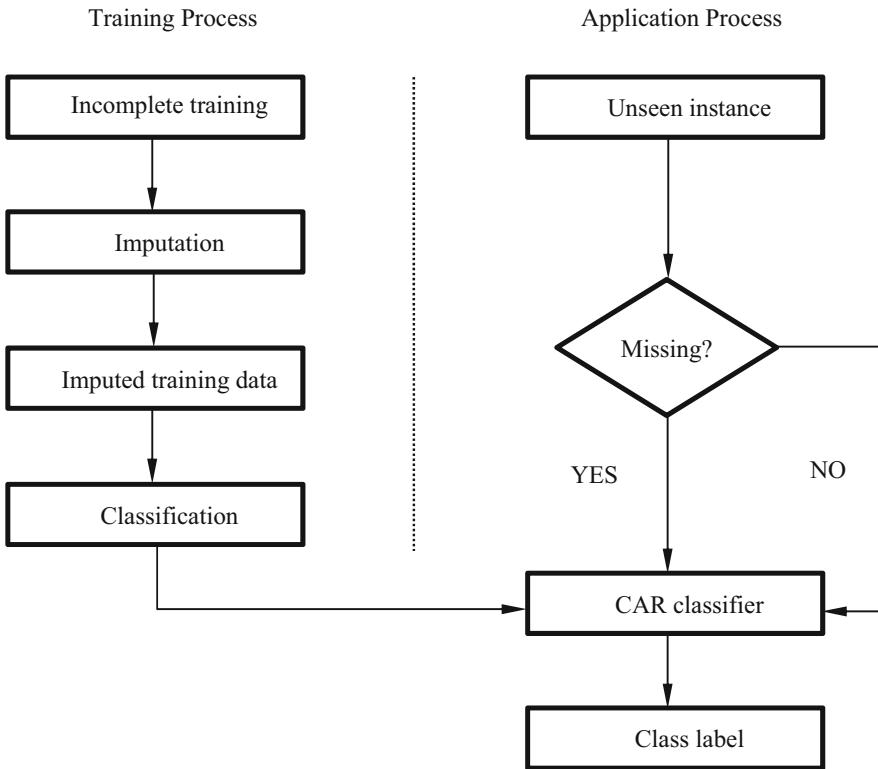 Training Process
Application Process
Incomplete training
Unseen instance
Imputation
Missing?
Imputed training data
YES
NO
Classification
CAR classifier
Class label